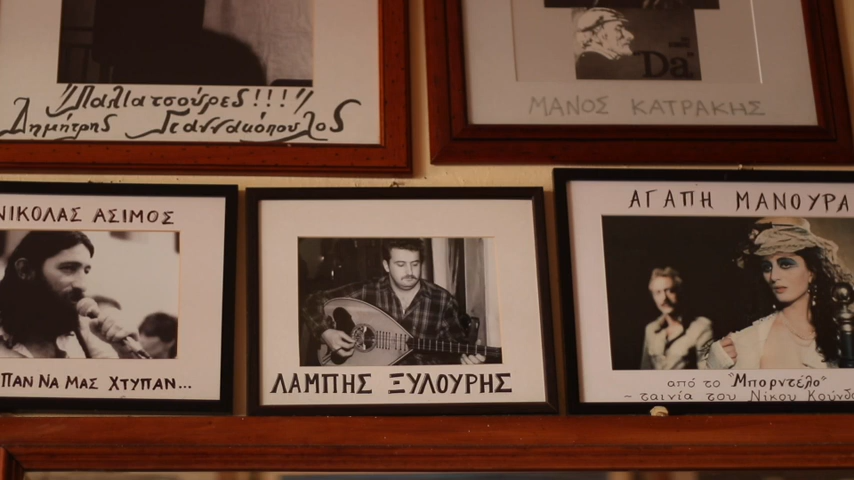 "Παλιατσούρες!!!"
Δημήτρης Γιαννακόπουλος
Da.
ΜΑΝΟΣ ΚΑΤΡΑΚΗΣ
ΝΙΚΟΛΑΣ ΑΣΙΜΟΣ
ΠΑΝ ΝΑ ΜΑΣ ΧΤΥΠΑΝ...
ΛΑΜΠΗΣ ΞΥΛΟΥΡΗΣ
ΑΓΑΠΗ ΜΑΝΟΥΡΑ
από το "Μπορντέλο"
~ ταινία του Νίκου Κούνδο